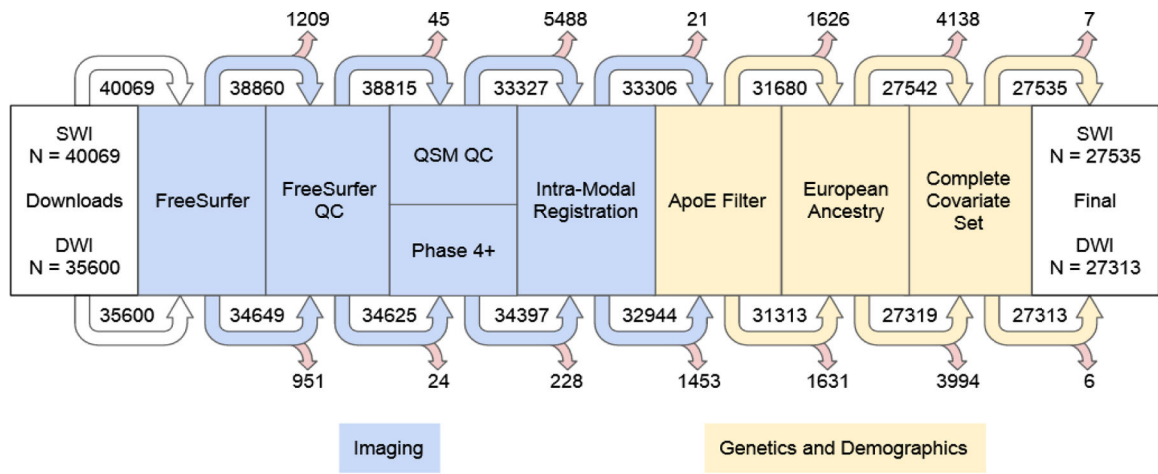 1209 45 5488 21 1626 4138 7
40069 38860 38815 33327 33306 31680 27542 27535
SWI
N = 40069
Downloads
DWI
N = 35600
FreeSurfer
FreeSurfer
QC
QSM QC
Phase 4+
Intra-Modal
Registration
ApoE Filter
European
Ancestry
Complete
Covariate
Set
SWI
N = 27535
Final
DWI
N = 27313
35600 34649 34625 34397 32944 31313 27319 27313
951 24 228 1453 1631 3994 6
Imaging
Genetics and Demographics